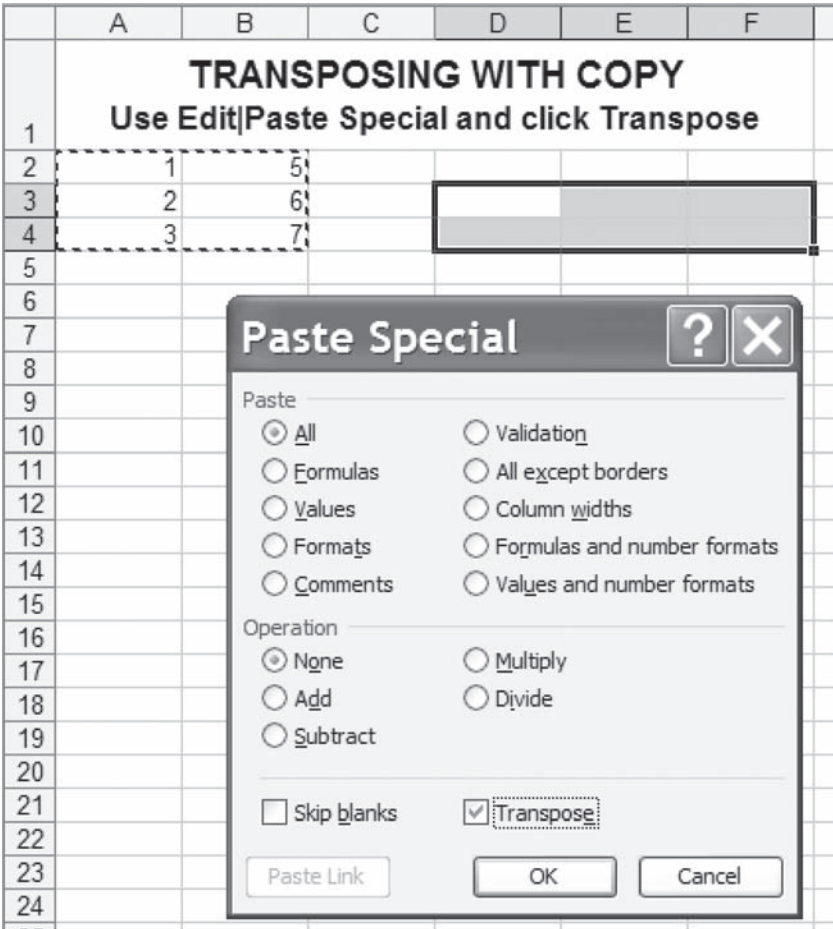 A B C D E F
1 TRANSPOSING WITH COPY
Use Edit|Paste Special and click Transpose
2 1 5
3 2 6
4 3 7
5
6
7
8
9
10
11
12
13
14
15
16
17
18
19
20
21
22
23
24
Paste Special ? X
Paste
All Validation
Formulas All except borders
Values Column widths
Formats Formulas and number formats
Comments Values and number formats
Operation
None Multiply
Add Divide
Subtract
Skip blanks Transpose
Paste Link OK Cancel